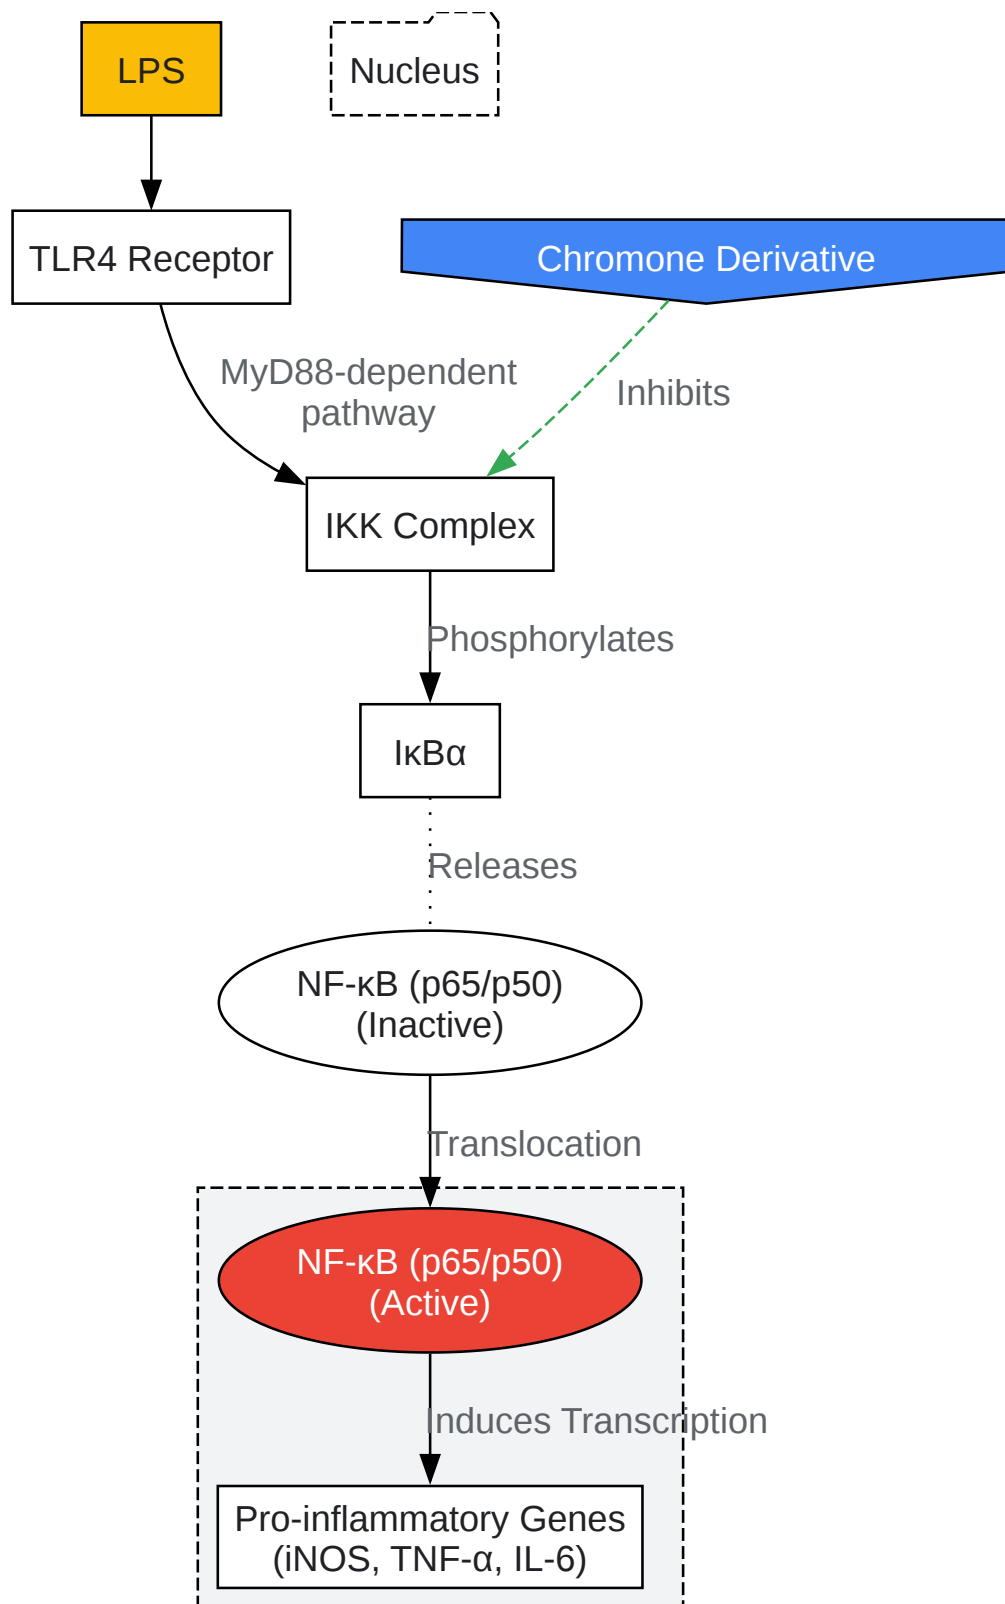 LPS
Nucleus
TLR4 Receptor
Chromone Derivative
MyD88-dependent
pathway
Inhibits
IKK Complex
Phosphorylates
IκBα
Releases
NF-κB (p65/p50)
(Inactive)
Translocation
NF-κB (p65/p50)
(Active)
Induces Transcription
Pro-inflammatory Genes
(iNOS, TNF-α, IL-6)